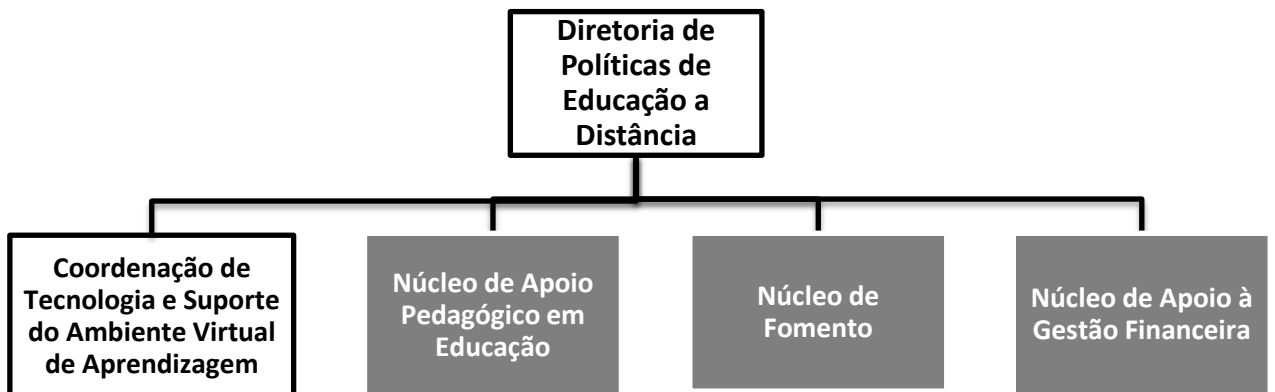 Diretoria de
Políticas de
Educação a
Distância
Coordenação de
Tecnologia e Suporte
do Ambiente Virtual
de Aprendizagem
Núcleo de Apoio
Pedagógico em
Educação
Núcleo de
Fomento
Núcleo de Apoio à
Gestão Financeira